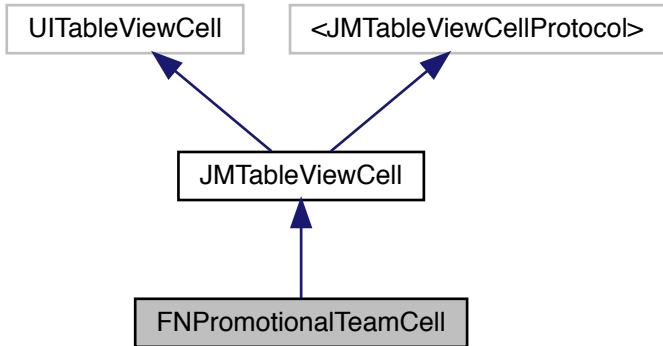 UITableViewCell
<JMTableViewCellProtocol>
JMTableViewCell
FNPromotionalTeamCell